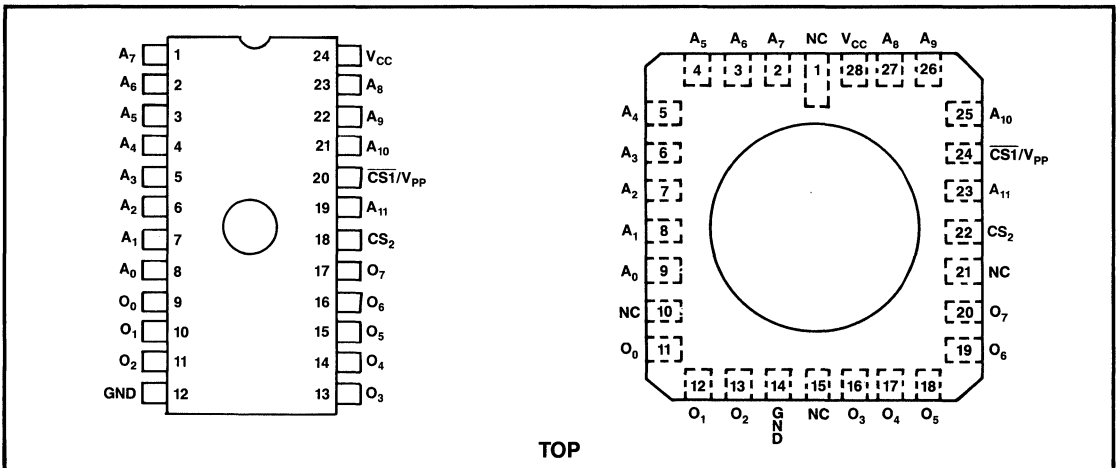 A7 1 24 VCC
A6 2 23 A8
A5 3 22 A9
A4 4 21 A10
A3 5 20 C̅S̅1̅/VPP
A2 6 19 A11
A1 7 18 CS2
A0 8 17 O7
O0 9 16 O6
O1 10 15 O5
O2 11 14 O4
GND 12 13 O3
A5 A6 A7 NC VCC A8 A9
4 3 2 1 28 27 26
A4 5 25 A10
A3 6 24 C̅S̅1̅/VPP
A2 7 23 A11
A1 8 22 CS2
A0 9 21 NC
NC 10 20 O7
O0 11 19 O6
12 13 14 15 16 17 18
O1 O2 GND NC O3 O4 O5
TOP